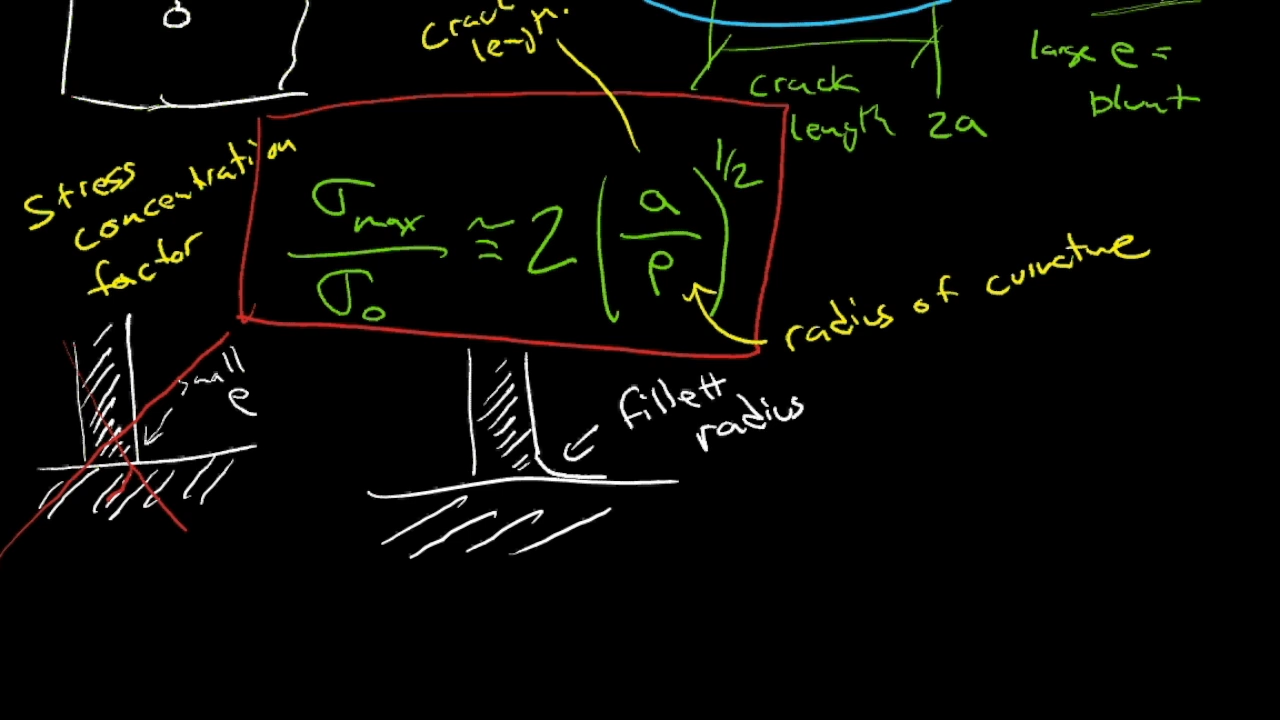 crack
length.
crack
length 2a
large ρ =
blunt
Stress
concentration
factor
σmax / σ0 ≅ 2 (a / ρ)^1/2
radius of curvature
small
ρ
fillett
radius